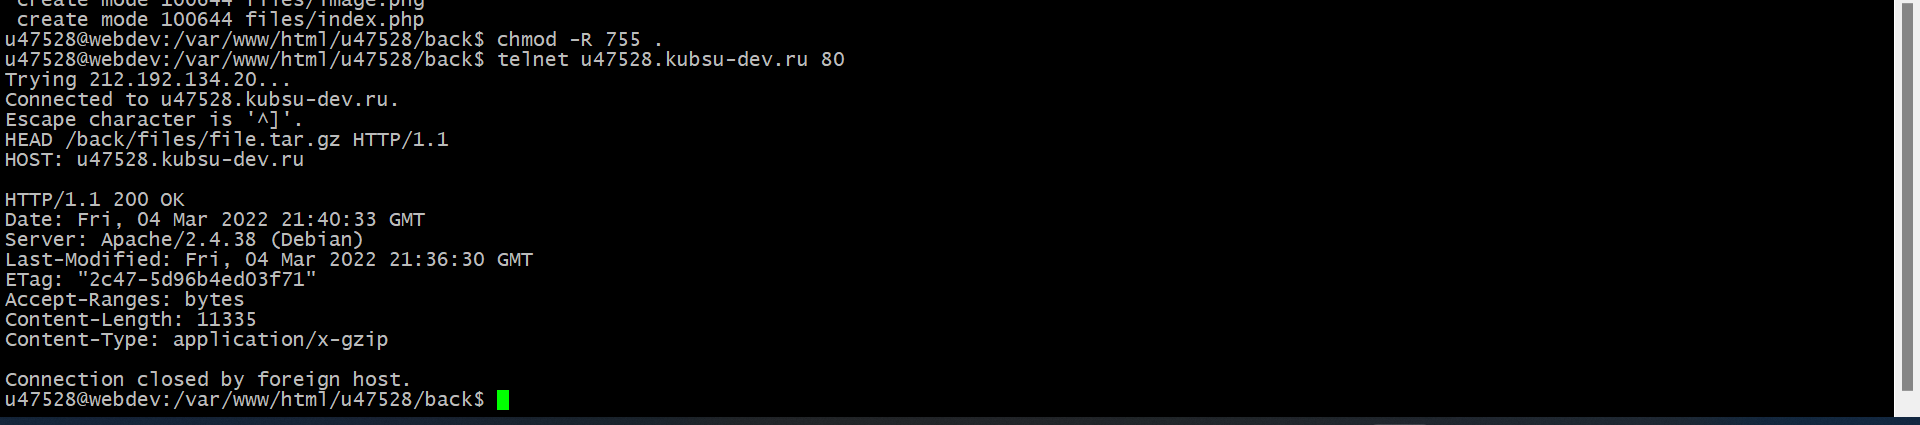 create mode 100644 files/image.png
create mode 100644 files/index.php
u47528@webdev:/var/www/html/u47528/back$ chmod -R 755 .
u47528@webdev:/var/www/html/u47528/back$ telnet u47528.kubsu-dev.ru 80
Trying 212.192.134.20...
Connected to u47528.kubsu-dev.ru.
Escape character is '^]'.
HEAD /back/files/file.tar.gz HTTP/1.1
HOST: u47528.kubsu-dev.ru

HTTP/1.1 200 OK
Date: Fri, 04 Mar 2022 21:40:33 GMT
Server: Apache/2.4.38 (Debian)
Last-Modified: Fri, 04 Mar 2022 21:36:30 GMT
ETag: "2c47-5d96b4ed03f71"
Accept-Ranges: bytes
Content-Length: 11335
Content-Type: application/x-gzip

Connection closed by foreign host.
u47528@webdev:/var/www/html/u47528/back$